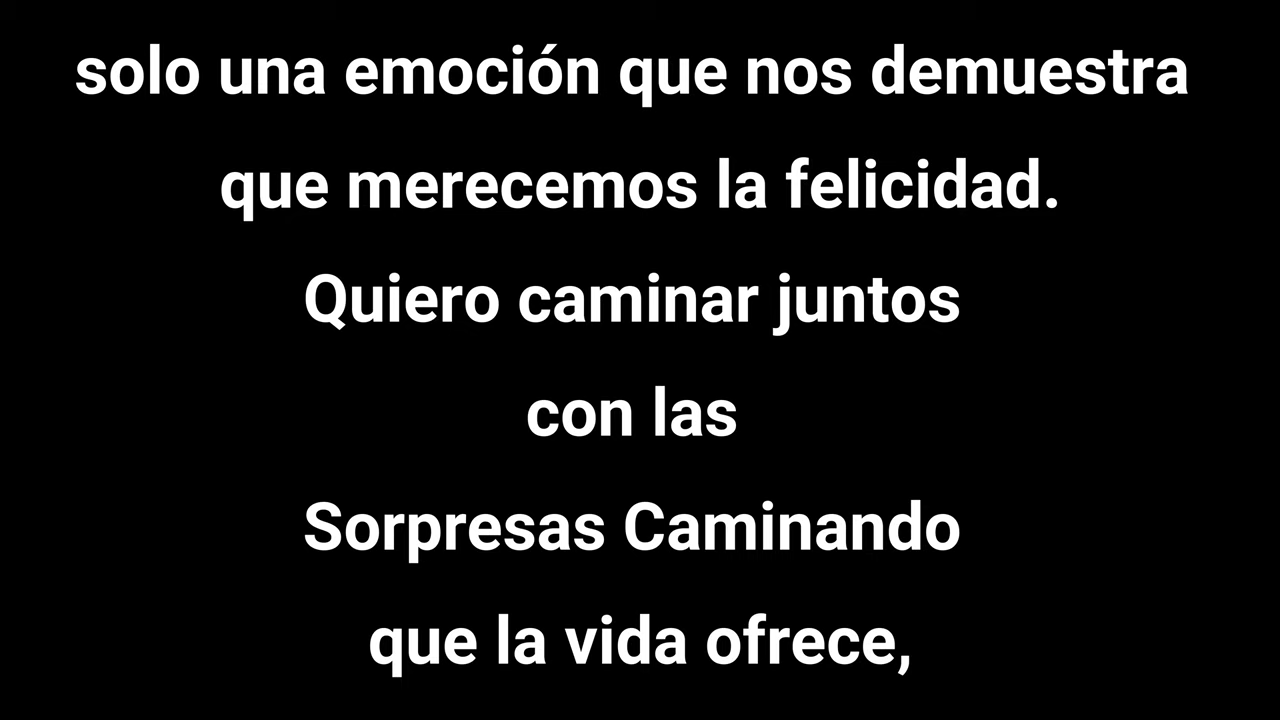 solo una emoción que nos demuestra
que merecemos la felicidad.
Quiero caminar juntos
con las
Sorpresas Caminando
que la vida ofrece,